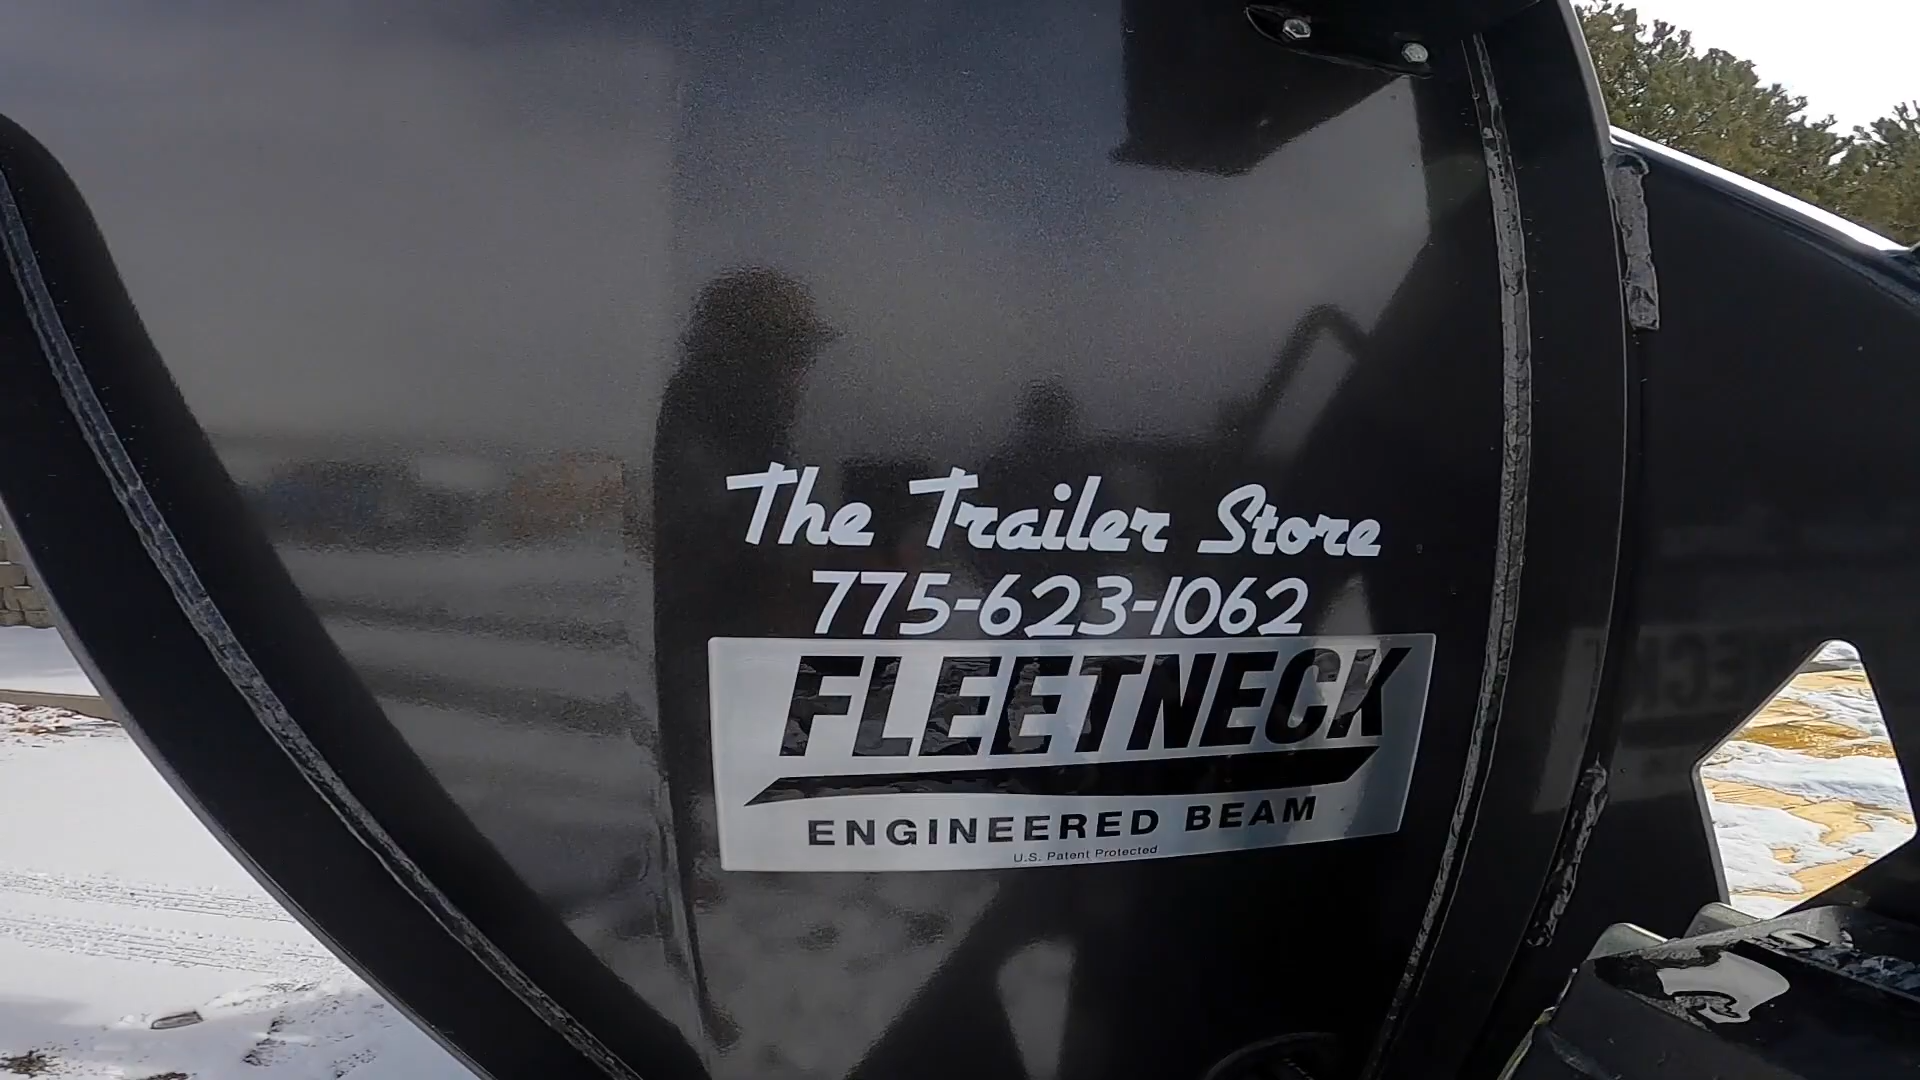 The Trailer Store
775-623-1062
FLEETNECK
ENGINEERED BEAM
U.S. Patent Protected